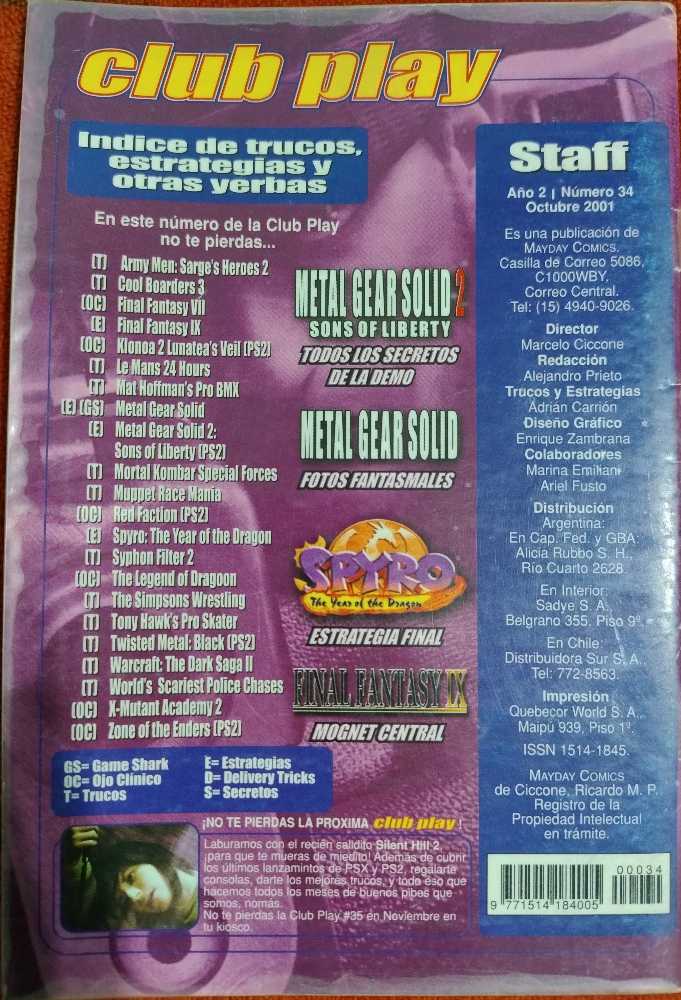 club play
Indice de trucos,
estrategias y
otras yerbas
En este número de la Club Play
no te pierdas...
(T) Army Men: Sarge's Heroes 2
(T) Cool Boarders 3
(OC) Final Fantasy VII
(E) Final Fantasy IX
(OC) Klonoa 2 Lunatea's Veil (PS2)
(T) Le Mans 24 Hours
(T) Mat Hoffman's Pro BMX
(E) (GS) Metal Gear Solid
(E) Metal Gear Solid 2:
Sons of Liberty (PS2)
(T) Mortal Kombar Special Forces
(T) Muppet Race Mania
(OC) Red Faction (PS2)
(E) Spyro: The Year of the Dragon
(T) Syphon Filter 2
(OC) The Legend of Dragoon
(T) The Simpsons Wrestling
(T) Tony Hawk's Pro Skater
(T) Twisted Metal: Black (PS2)
(T) Warcraft: The Dark Saga II
(T) World's Scariest Police Chases
(OC) X-Mutant Academy 2
(OC) Zone of the Enders (PS2)
METAL GEAR SOLID 2
SONS OF LIBERTY
TODOS LOS SECRETOS
DE LA DEMO
METAL GEAR SOLID
FOTOS FANTASMALES
SPYRO
The Year of the Dragon
ESTRATEGIA FINAL
FINAL FANTASY IX
MOGNET CENTRAL
GS= Game Shark
OC= Ojo Clínico
T= Trucos
E= Estrategias
D= Delivery Tricks
S= Secretos
¡NO TE PIERDAS LA PROXIMA club play!
Laburamos con el recién salidito Silent Hill 2,
¡para que te mueras de miedito! Además de cubrir
los últimos lanzamintos de PSX y PS2, regalarte
consolas, darte los mejores trucos, y todo eso que
hacemos todos los meses de buenos pibes que
somos, nomás.
No te pierdas la Club Play #35 en Noviembre en
tu kiosco.
Staff
Año 2 | Número 34
Octubre 2001
Es una publicación de
MAYDAY COMICS.
Casilla de Correo 5086,
C1000WBY,
Correo Central.
Tel: (15) 4940-9026.
Director
Marcelo Ciccone
Redacción
Alejandro Prieto
Trucos y Estrategias
Adrián Carrión
Diseño Gráfico
Enrique Zambrana
Colaboradores
Marina Emiliani
Ariel Fusto
Distribución
Argentina:
En Cap. Fed. y GBA:
Alicia Rubbo S. H.,
Río Cuarto 2628.
En Interior:
Sadye S. A.,
Belgrano 355. Piso 9º.
En Chile:
Distribuidora Sur S. A.,
Tel: 772-8563.
Impresión
Quebecor World S. A.,
Maipú 939, Piso 1º.
ISSN 1514-1845.
MAYDAY COMICS
de Ciccone, Ricardo M. P.
Registro de la
Propiedad Intelectual
en trámite.
00034
9 771514 184005